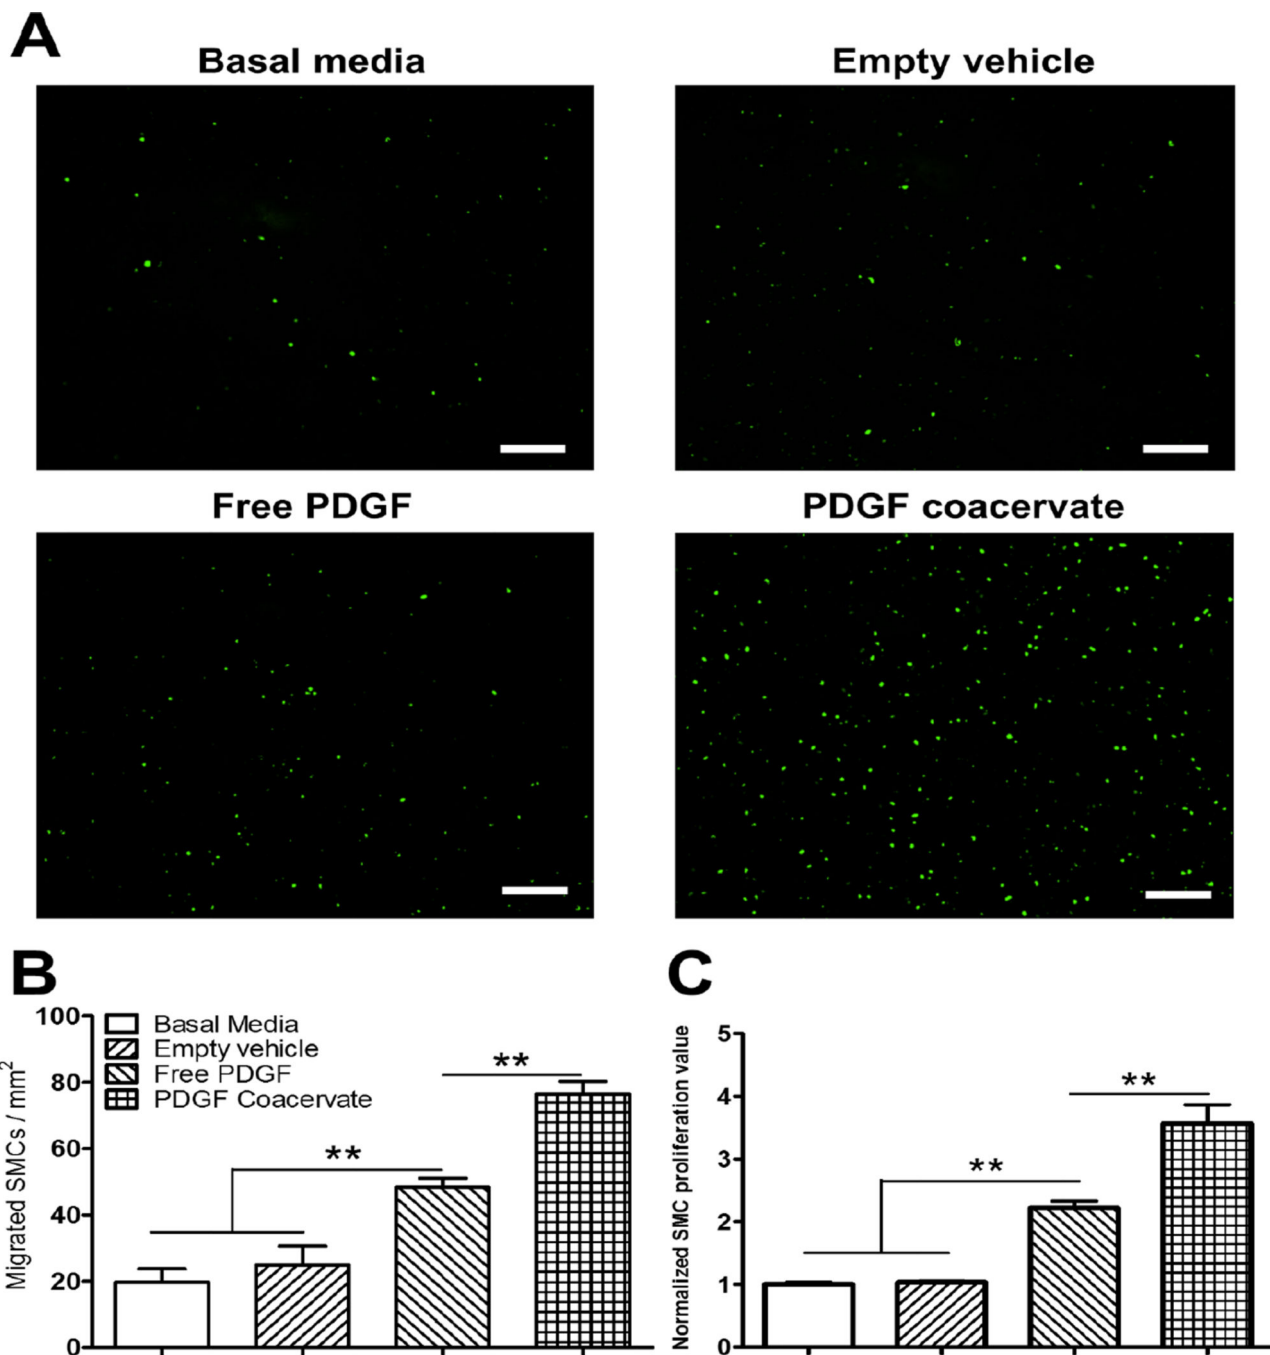 A
Basal media
Empty vehicle
Free PDGF
PDGF coacervate
B
Migrated SMCs / mm2
100
80
60
40
20
0
Basal Media
Empty vehicle
Free PDGF
PDGF Coacervate
**
**
C
Normalized SMC proliferation value
5
4
3
2
1
0
**
**